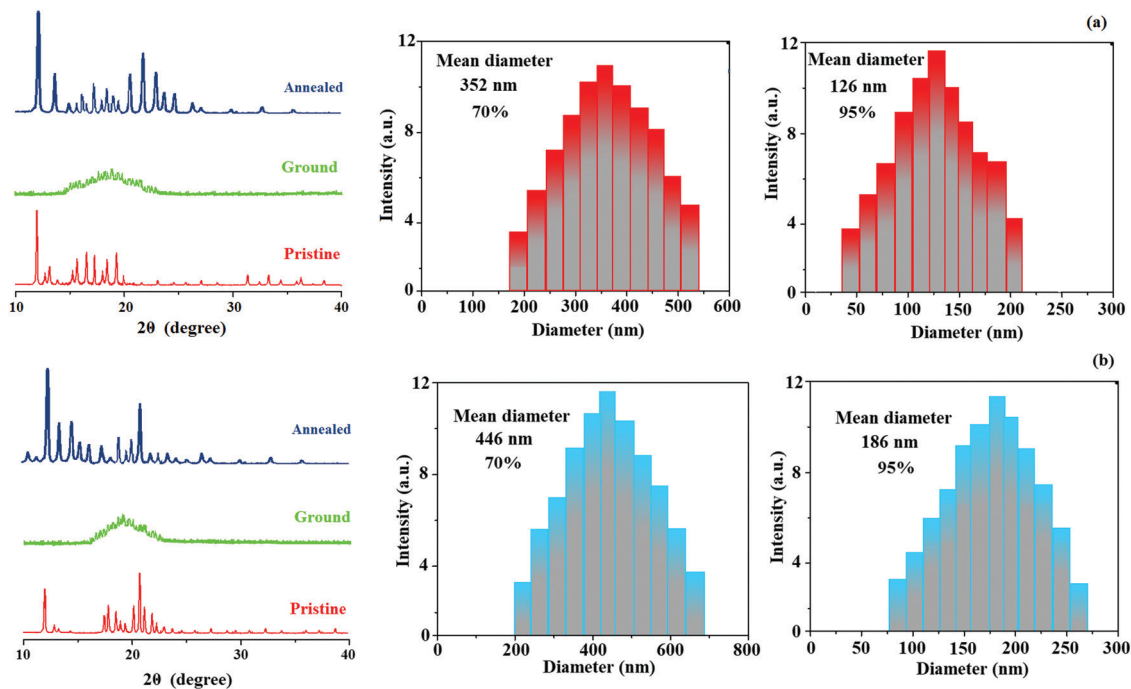 (a)
Annealed
Ground
Pristine
10 20 30 40
2θ (degree)
Mean diameter
352 nm
70%
Intensity (a.u.)
12
8
4
0
0 100 200 300 400 500 600
Diameter (nm)
Mean diameter
126 nm
95%
Intensity (a.u.)
12
8
4
0
0 50 100 150 200 250 300
Diameter (nm)
(b)
Annealed
Ground
Pristine
10 20 30 40
2θ (degree)
Mean diameter
446 nm
70%
Intensity (a.u.)
12
8
4
0
0 200 400 600 800
Diameter (nm)
Mean diameter
186 nm
95%
Intensity (a.u.)
12
8
4
0
0 50 100 150 200 250 300
Diameter (nm)